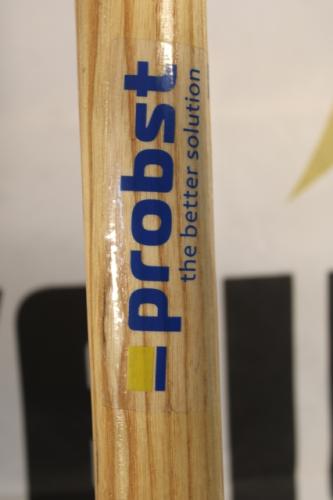 probst
the better solution